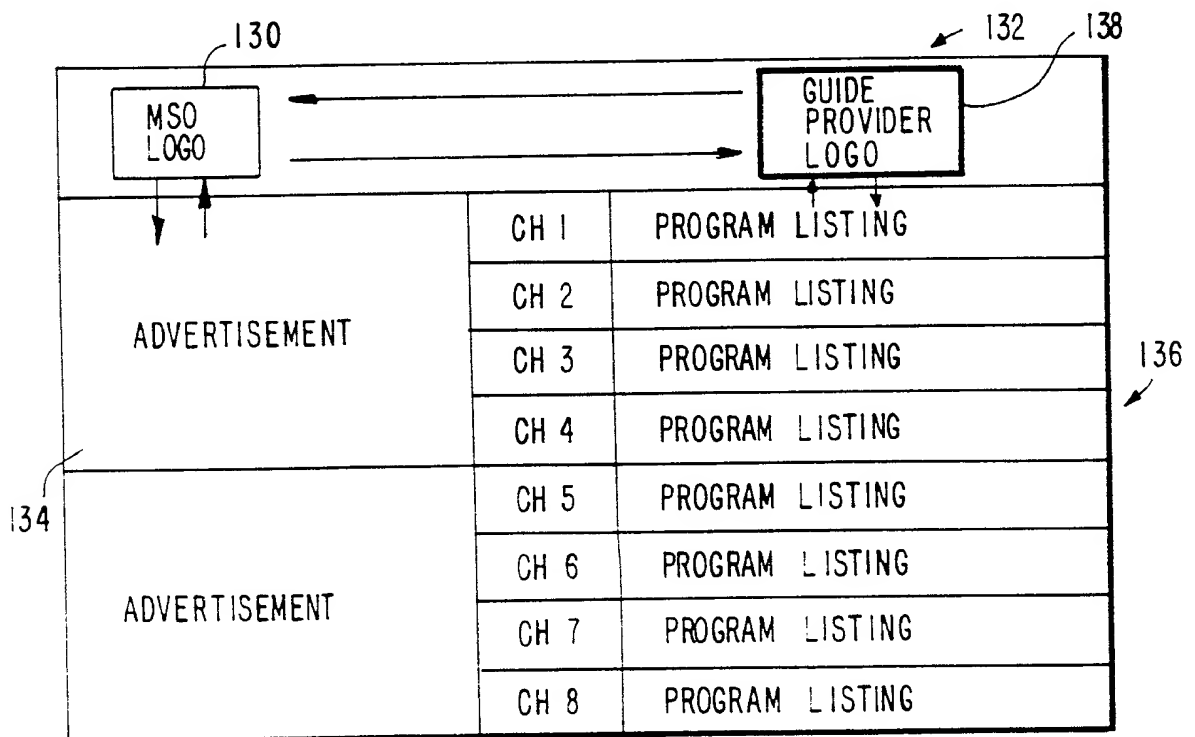 130
132
138
MSO
LOGO
GUIDE
PROVIDER
LOGO
CH 1 PROGRAM LISTING
CH 2 PROGRAM LISTING
ADVERTISEMENT
CH 3 PROGRAM LISTING
136
CH 4 PROGRAM LISTING
134
CH 5 PROGRAM LISTING
CH 6 PROGRAM LISTING
ADVERTISEMENT
CH 7 PROGRAM LISTING
CH 8 PROGRAM LISTING